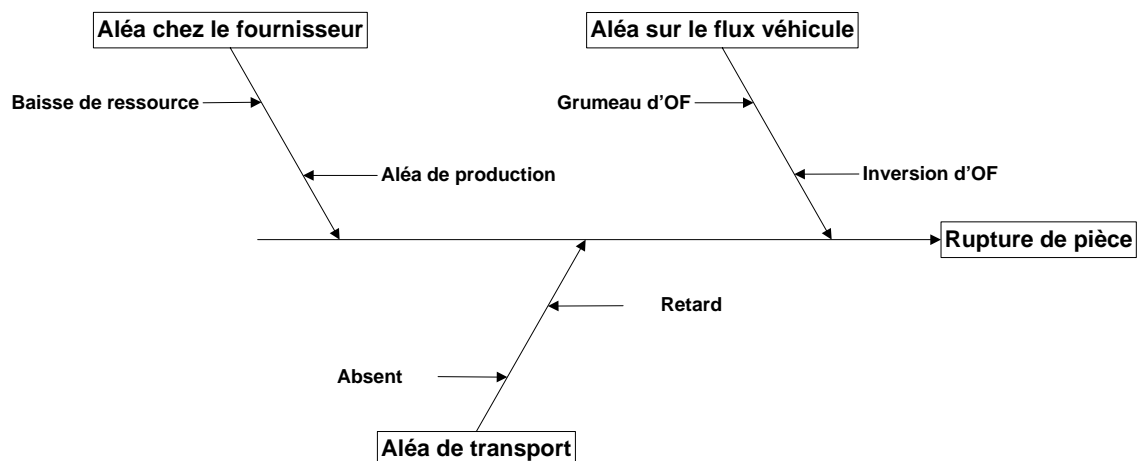 Aléa chez le fournisseur
Aléa sur le flux véhicule
Baisse de ressource
Grumeau d’OF
Aléa de production
Inversion d’OF
Rupture de pièce
Retard
Absent
Aléa de transport